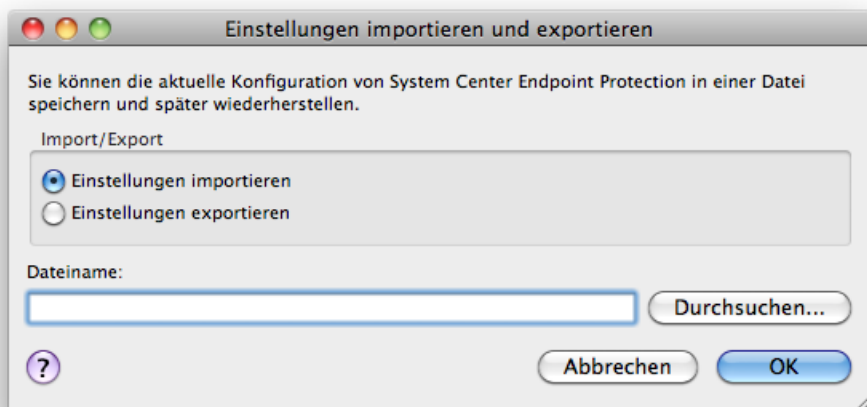 Einstellungen importieren und exportieren
Sie können die aktuelle Konfiguration von System Center Endpoint Protection in einer Datei
speichern und später wiederherstellen.
Import/Export
Einstellungen importieren
Einstellungen exportieren
Dateiname:
Durchsuchen...
?
Abbrechen
OK